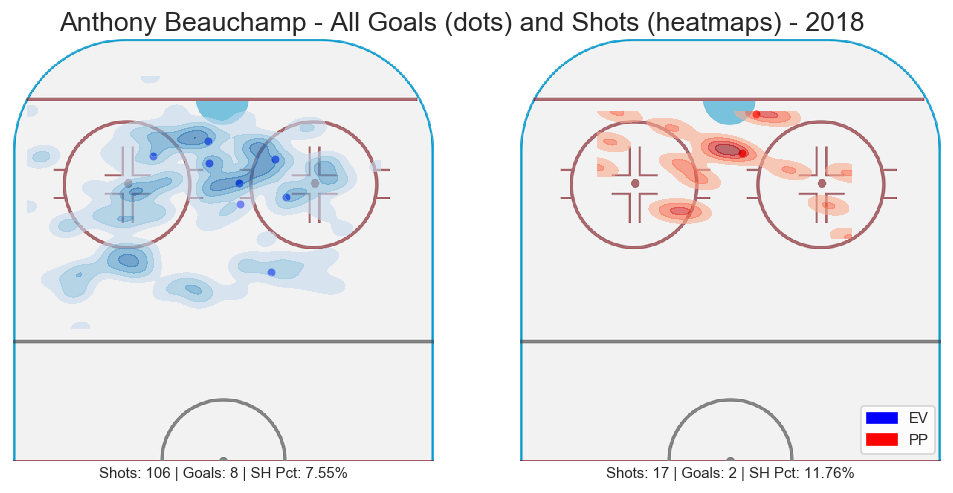 Anthony Beauchamp - All Goals (dots) and Shots (heatmaps) - 2018
EV
PP
Shots: 106 | Goals: 8 | SH Pct: 7.55%
Shots: 17 | Goals: 2 | SH Pct: 11.76%